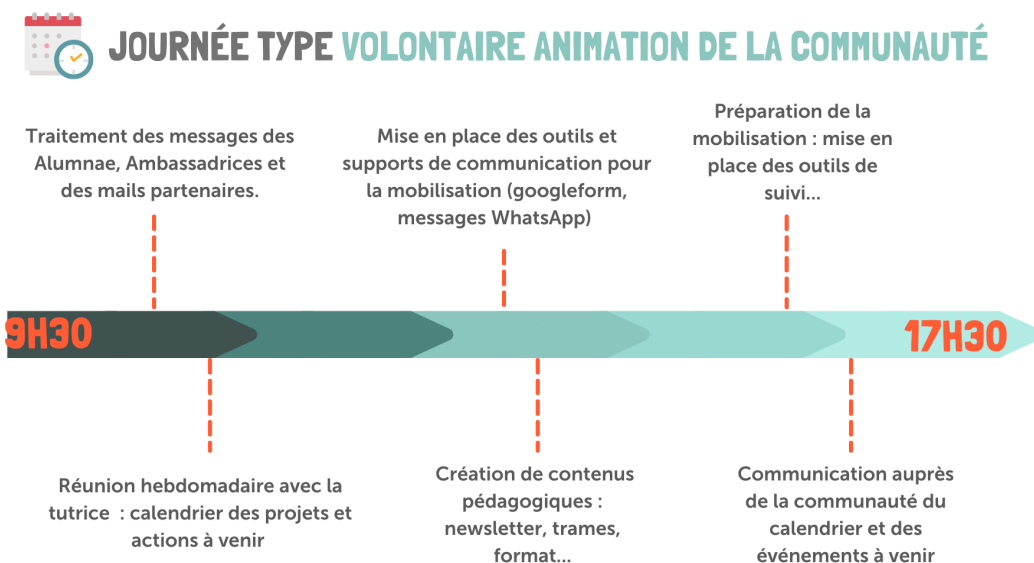 JOURNÉE TYPE VOLONTAIRE ANIMATION DE LA COMMUNAUTÉ
Traitement des messages des
Alumnae, Ambassadrices et
des mails partenaires.
Mise en place des outils et
supports de communication pour
la mobilisation (googleform,
messages WhatsApp)
Préparation de la
mobilisation : mise en
place des outils de
suivi...
9H30
17H30
Réunion hebdomadaire avec la
tutrice  : calendrier des projets et
actions à venir
Création de contenus
pédagogiques :
newsletter, trames,
format...
Communication auprès
de la communauté du
calendrier et des
événements à venir